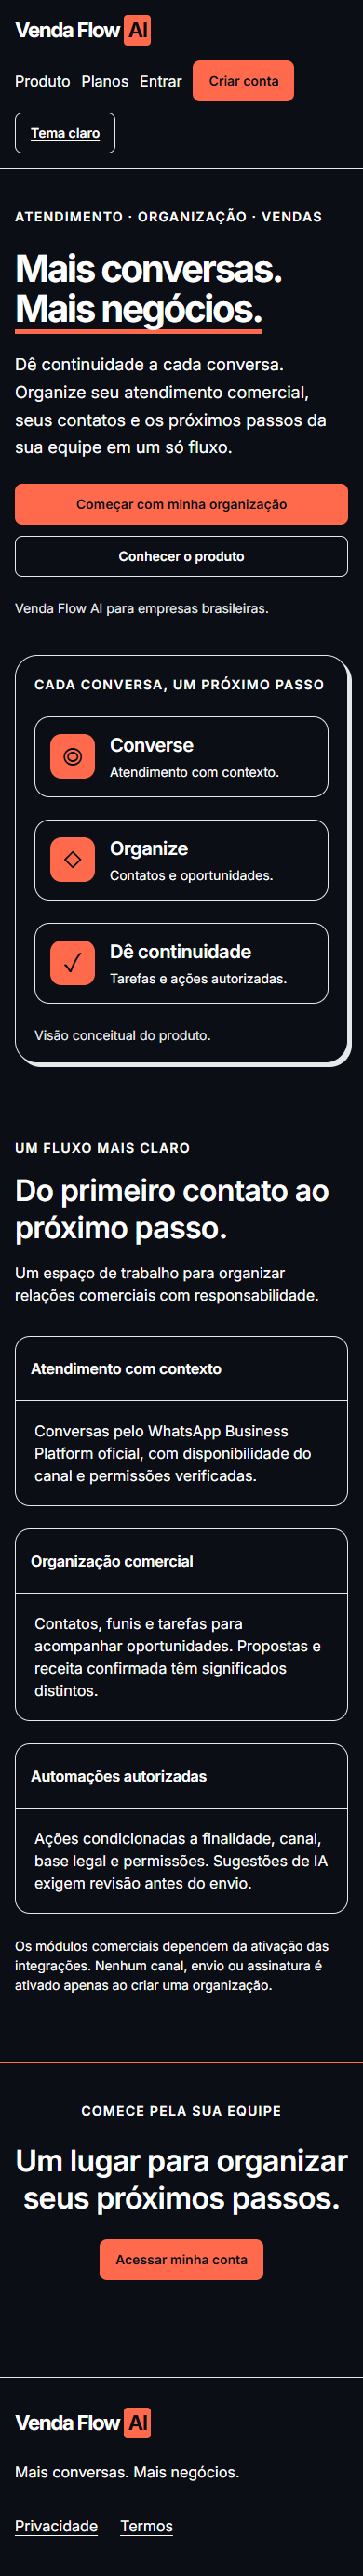 Venda Flow AI
Produto Planos Entrar Criar conta
Tema claro
ATENDIMENTO · ORGANIZAÇÃO · VENDAS
Mais conversas.
Mais negócios.
Dê continuidade a cada conversa.
Organize seu atendimento comercial,
seus contatos e os próximos passos da
sua equipe em um só fluxo.
Começar com minha organização
Conhecer o produto
Venda Flow AI para empresas brasileiras.
CADA CONVERSA, UM PRÓXIMO PASSO
Converse
Atendimento com contexto.
Organize
Contatos e oportunidades.
Dê continuidade
Tarefas e ações autorizadas.
Visão conceitual do produto.
UM FLUXO MAIS CLARO
Do primeiro contato ao
próximo passo.
Um espaço de trabalho para organizar
relações comerciais com responsabilidade.
Atendimento com contexto
Conversas pelo WhatsApp Business
Platform oficial, com disponibilidade do
canal e permissões verificadas.
Organização comercial
Contatos, funis e tarefas para
acompanhar oportunidades. Propostas e
receita confirmada têm significados
distintos.
Automações autorizadas
Ações condicionadas a finalidade, canal,
base legal e permissões. Sugestões de IA
exigem revisão antes do envio.
Os módulos comerciais dependem da ativação das
integrações. Nenhum canal, envio ou assinatura é
ativado apenas ao criar uma organização.
COMECE PELA SUA EQUIPE
Um lugar para organizar
seus próximos passos.
Acessar minha conta
Venda Flow AI
Mais conversas. Mais negócios.
Privacidade Termos